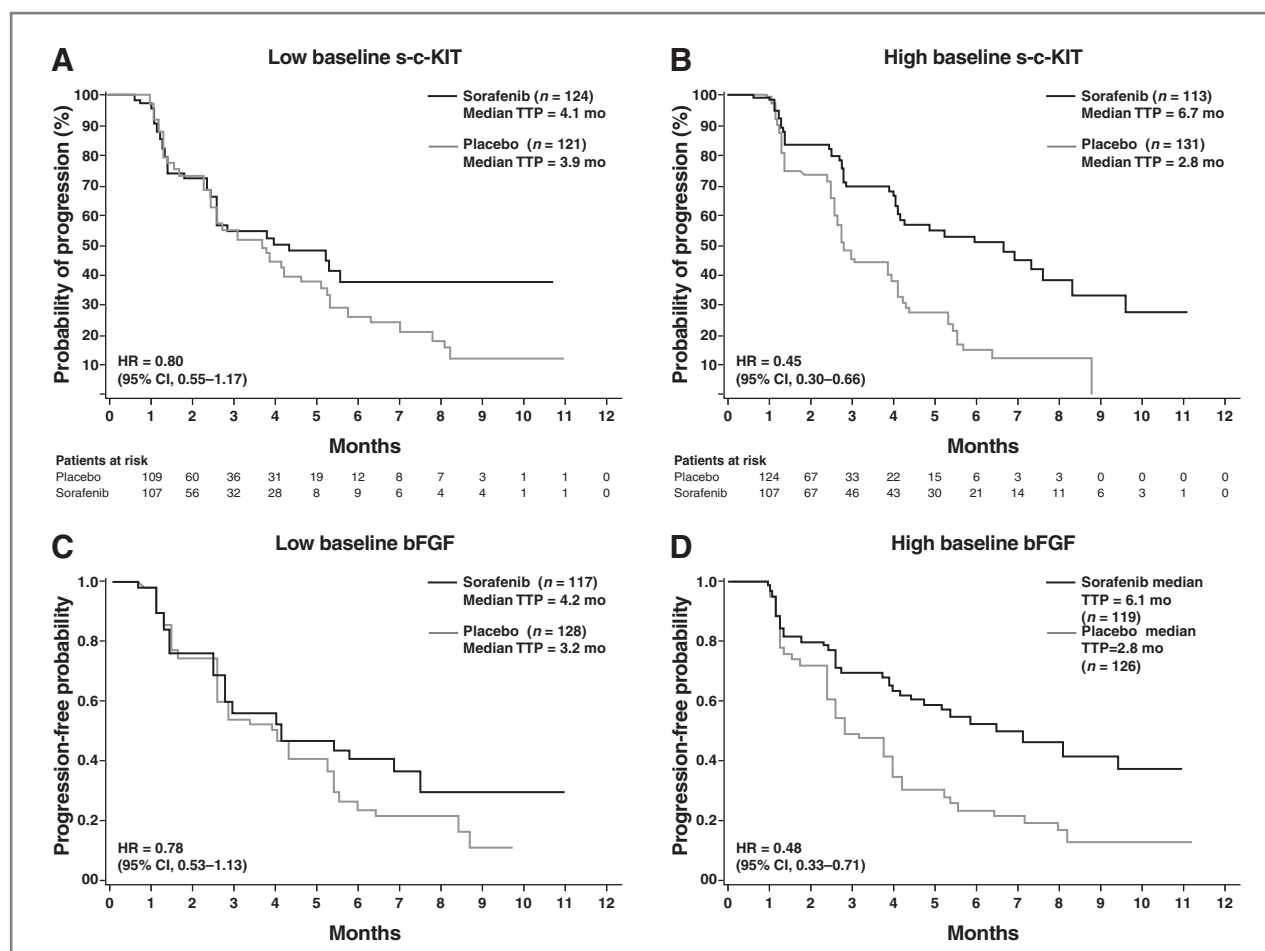 A
Low baseline s-c-KIT
Probability of progression (%)
100
90
80
70
60
50
40
30
20
10
Sorafenib (n = 124)
Median TTP = 4.1 mo
Placebo (n = 121)
Median TTP = 3.9 mo
HR = 0.80
(95% CI, 0.55–1.17)
0 1 2 3 4 5 6 7 8 9 10 11 12
Months
Patients at risk
Placebo 109 60 36 31 19 12 8 7 3 1 1 0
Sorafenib 107 56 32 28 8 9 6 4 4 1 1 0
B
High baseline s-c-KIT
Probability of progression (%)
100
90
80
70
60
50
40
30
20
10
Sorafenib (n = 113)
Median TTP = 6.7 mo
Placebo (n = 131)
Median TTP = 2.8 mo
HR = 0.45
(95% CI, 0.30–0.66)
0 1 2 3 4 5 6 7 8 9 10 11 12
Months
Patients at risk
Placebo 124 67 33 22 15 6 3 3 0 0 0 0
Sorafenib 107 67 46 43 30 21 14 11 6 3 1 0
C
Low baseline bFGF
Progression-free probability
1.0
0.8
0.6
0.4
0.2
00
Sorafenib (n = 117)
Median TTP = 4.2 mo
Placebo (n = 128)
Median TTP = 3.2 mo
HR = 0.78
(95% CI, 0.53–1.13)
0 1 2 3 4 5 6 7 8 9 10 11 12
Months
D
High baseline bFGF
Progression-free probability
1.0
0.8
0.6
0.4
0.2
00
Sorafenib median
TTP = 6.1 mo
(n = 119)
Placebo median
TTP=2.8 mo
(n = 126)
HR = 0.48
(95% CI, 0.33–0.71)
0 1 2 3 4 5 6 7 8 9 10 11 12
Months